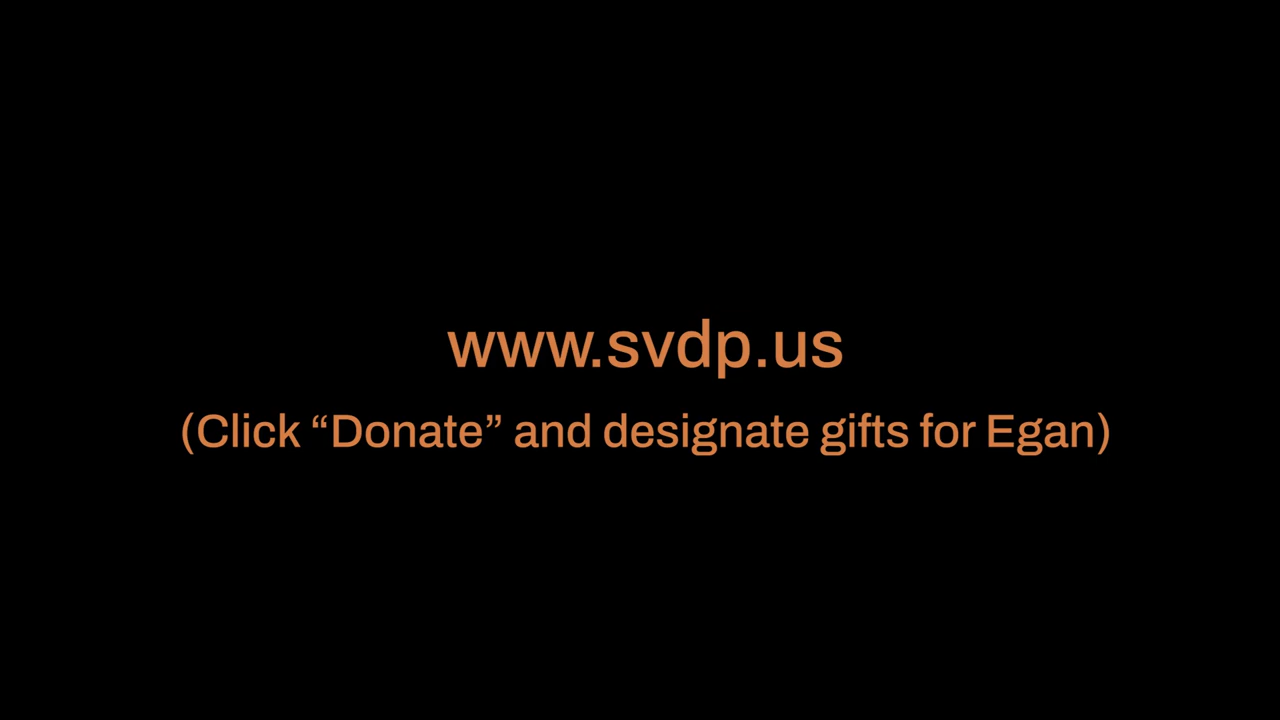 www.svdp.us
(Click “Donate” and designate gifts for Egan)